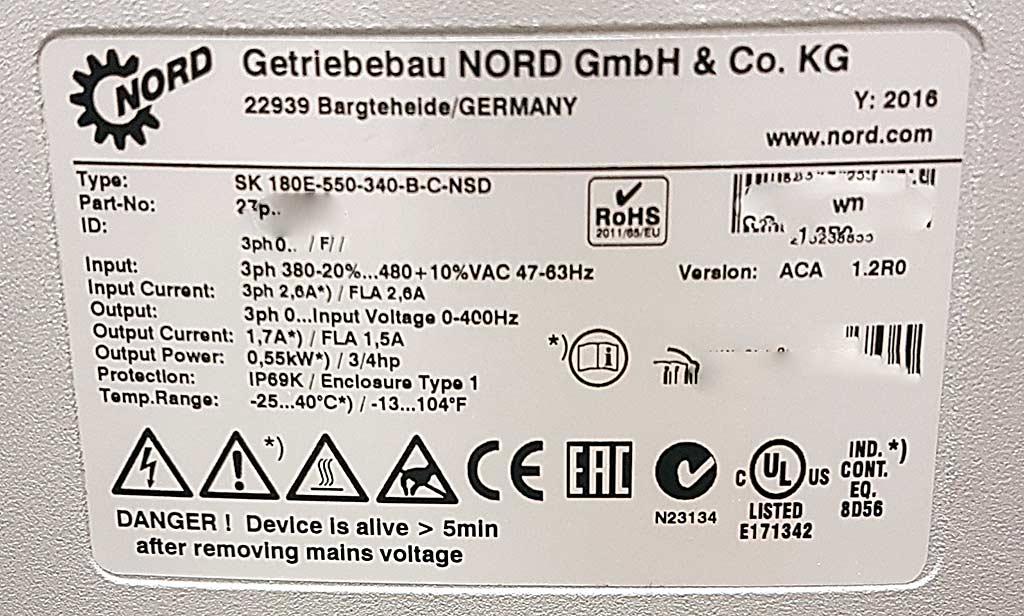 NORD
Getriebebau NORD GmbH & Co. KG
22939 Bargteheide/GERMANY
Y: 2016
www.nord.com
Type: SK 180E-550-340-B-C-NSD
Part-No:
ID:
3ph 0.. / F/ /
RoHS
2011/65/EU
Input: 3ph 380-20%...480+10%VAC 47-63Hz
Version: ACA 1.2R0
Input Current: 3ph 2,6A*) / FLA 2,6A
Output: 3ph 0...Input Voltage 0-400Hz
Output Current: 1,7A*) / FLA 1,5A
Output Power: 0,55kW*) / 3/4hp
Protection: IP69K / Enclosure Type 1
Temp.Range: -25...40°C*) / -13...104°F
*)
*)
CE
EAC
N23134
C UL US
LISTED
E171342
IND. *)
CONT.
EQ.
8D56
DANGER ! Device is alive > 5min
after removing mains voltage